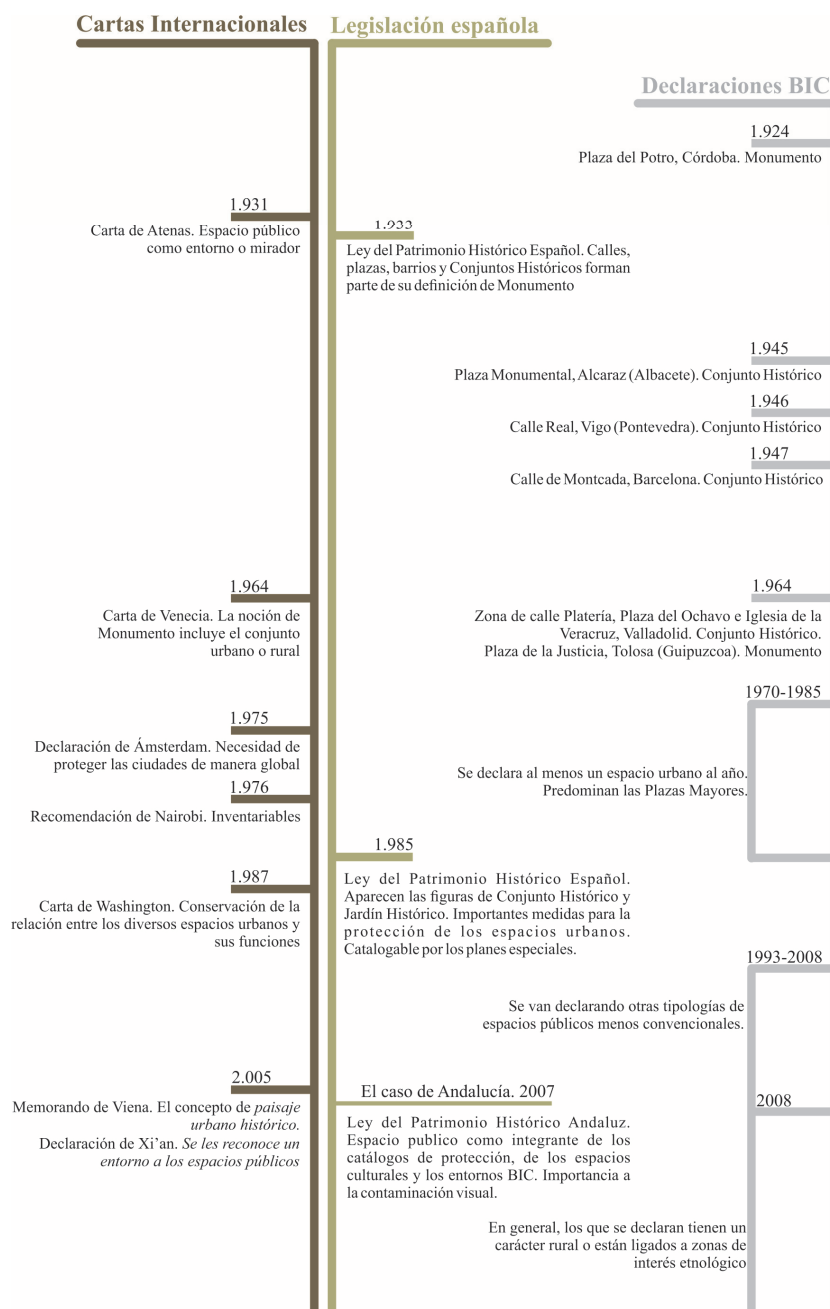 Cartas Internacionales
1.931
Carta de Atenas. Espacio público
como entorno o mirador
1.964
Carta de Venecia. La noción de
Monumento incluye el conjunto
urbano o rural
1.975
Declaración de Ámsterdam. Necesidad de
proteger las ciudades de manera global
1.976
Recomendación de Nairobi. Inventariables
1.987
Carta de Washington. Conservación de la
relación entre los diversos espacios urbanos y
sus funciones
2.005
Memorando de Viena. El concepto de paisaje
urbano histórico.
Declaración de Xi’an. Se les reconoce un
entorno a los espacios públicos
Legislación española
1.933
Ley del Patrimonio Histórico Español. Calles,
plazas, barrios y Conjuntos Históricos forman
parte de su definición de Monumento
1.985
Ley del Patrimonio Histórico Español.
Aparecen las figuras de Conjunto Histórico y
Jardín Histórico. Importantes medidas para la
protección de los espacios urbanos.
Catalogable por los planes especiales.
El caso de Andalucía. 2007
Ley del Patrimonio Histórico Andaluz.
Espacio publico como integrante de los
catálogos de protección, de los espacios
culturales y los entornos BIC. Importancia a
la contaminación visual.
Declaraciones BIC
1.924
Plaza del Potro, Córdoba. Monumento
1.945
Plaza Monumental, Alcaraz (Albacete). Conjunto Histórico
1.946
Calle Real, Vigo (Pontevedra). Conjunto Histórico
1.947
Calle de Montcada, Barcelona. Conjunto Histórico
1.964
Zona de calle Platería, Plaza del Ochavo e Iglesia de la
Veracruz, Valladolid. Conjunto Histórico.
Plaza de la Justicia, Tolosa (Guipuzcoa). Monumento
1970-1985
Se declara al menos un espacio urbano al año.
Predominan las Plazas Mayores.
1993-2008
Se van declarando otras tipologías de
espacios públicos menos convencionales.
2008
En general, los que se declaran tienen un
carácter rural o están ligados a zonas de
interés etnológico